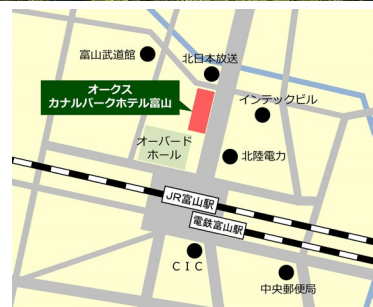 富山武道館
北日本放送
オークス
カナルパークホテル富山
インテックビル
オーバード
ホール
北陸電力
JR富山駅
電鉄富山駅
CIC
中央郵便局